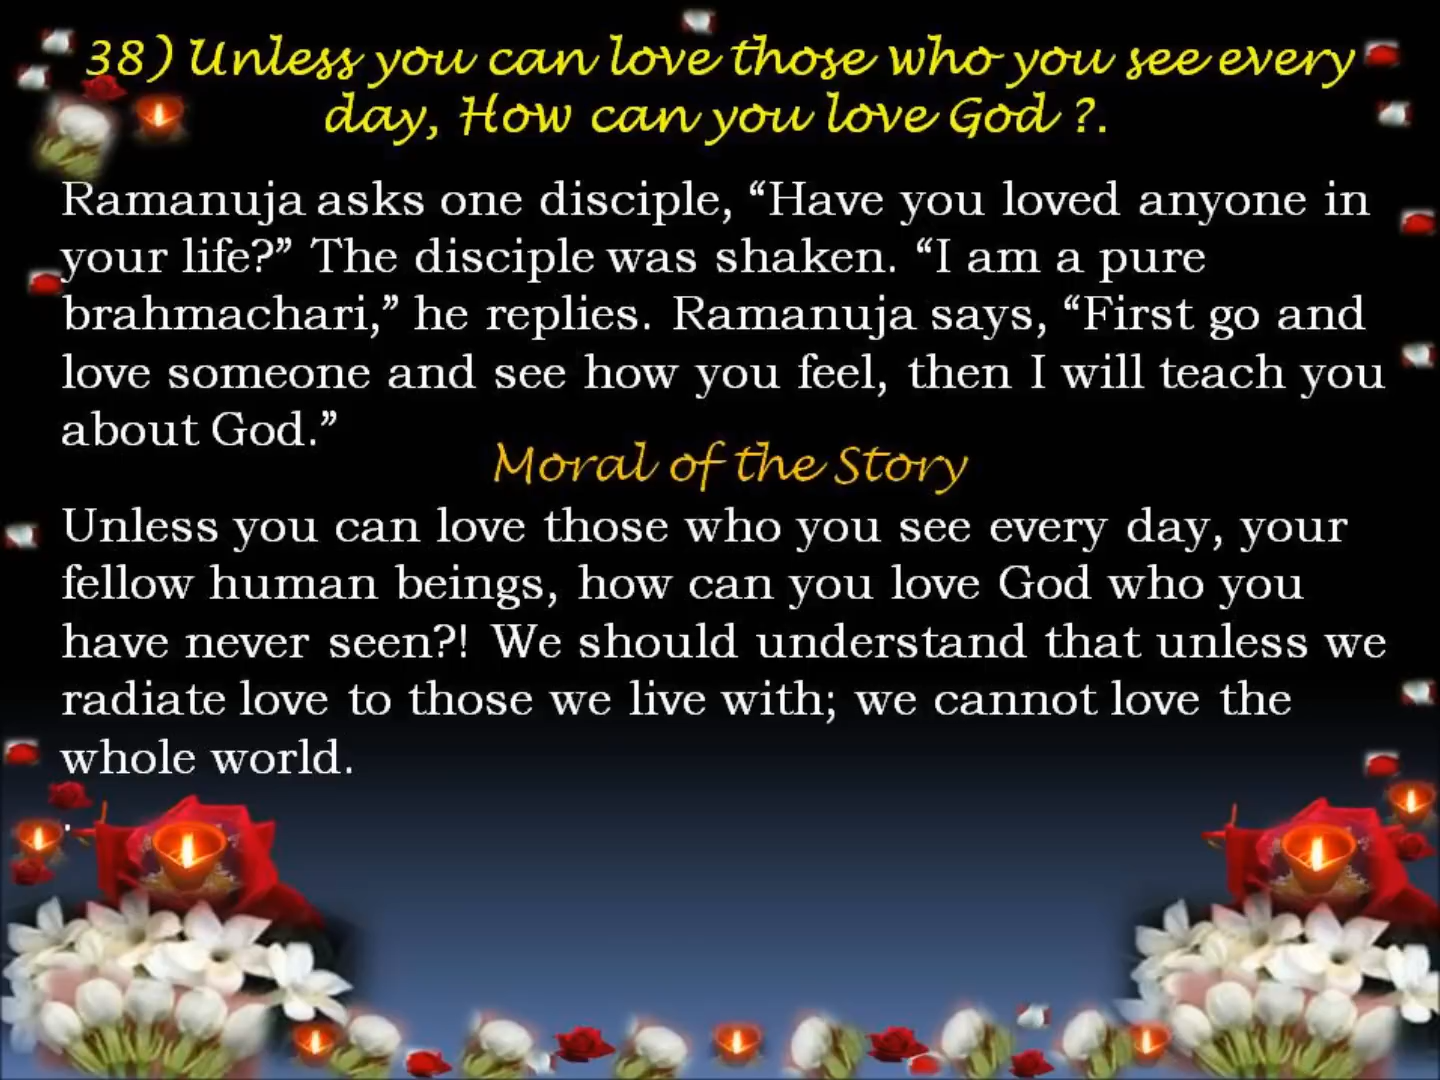 38) Unless you can love those who you see every
day, How can you love God ?.
Ramanuja asks one disciple, “Have you loved anyone in
your life?” The disciple was shaken. “I am a pure
brahmachari,” he replies. Ramanuja says, “First go and
love someone and see how you feel, then I will teach you
about God.”
Moral of the Story
Unless you can love those who you see every day, your
fellow human beings, how can you love God who you
have never seen?! We should understand that unless we
radiate love to those we live with; we cannot love the
whole world.
.